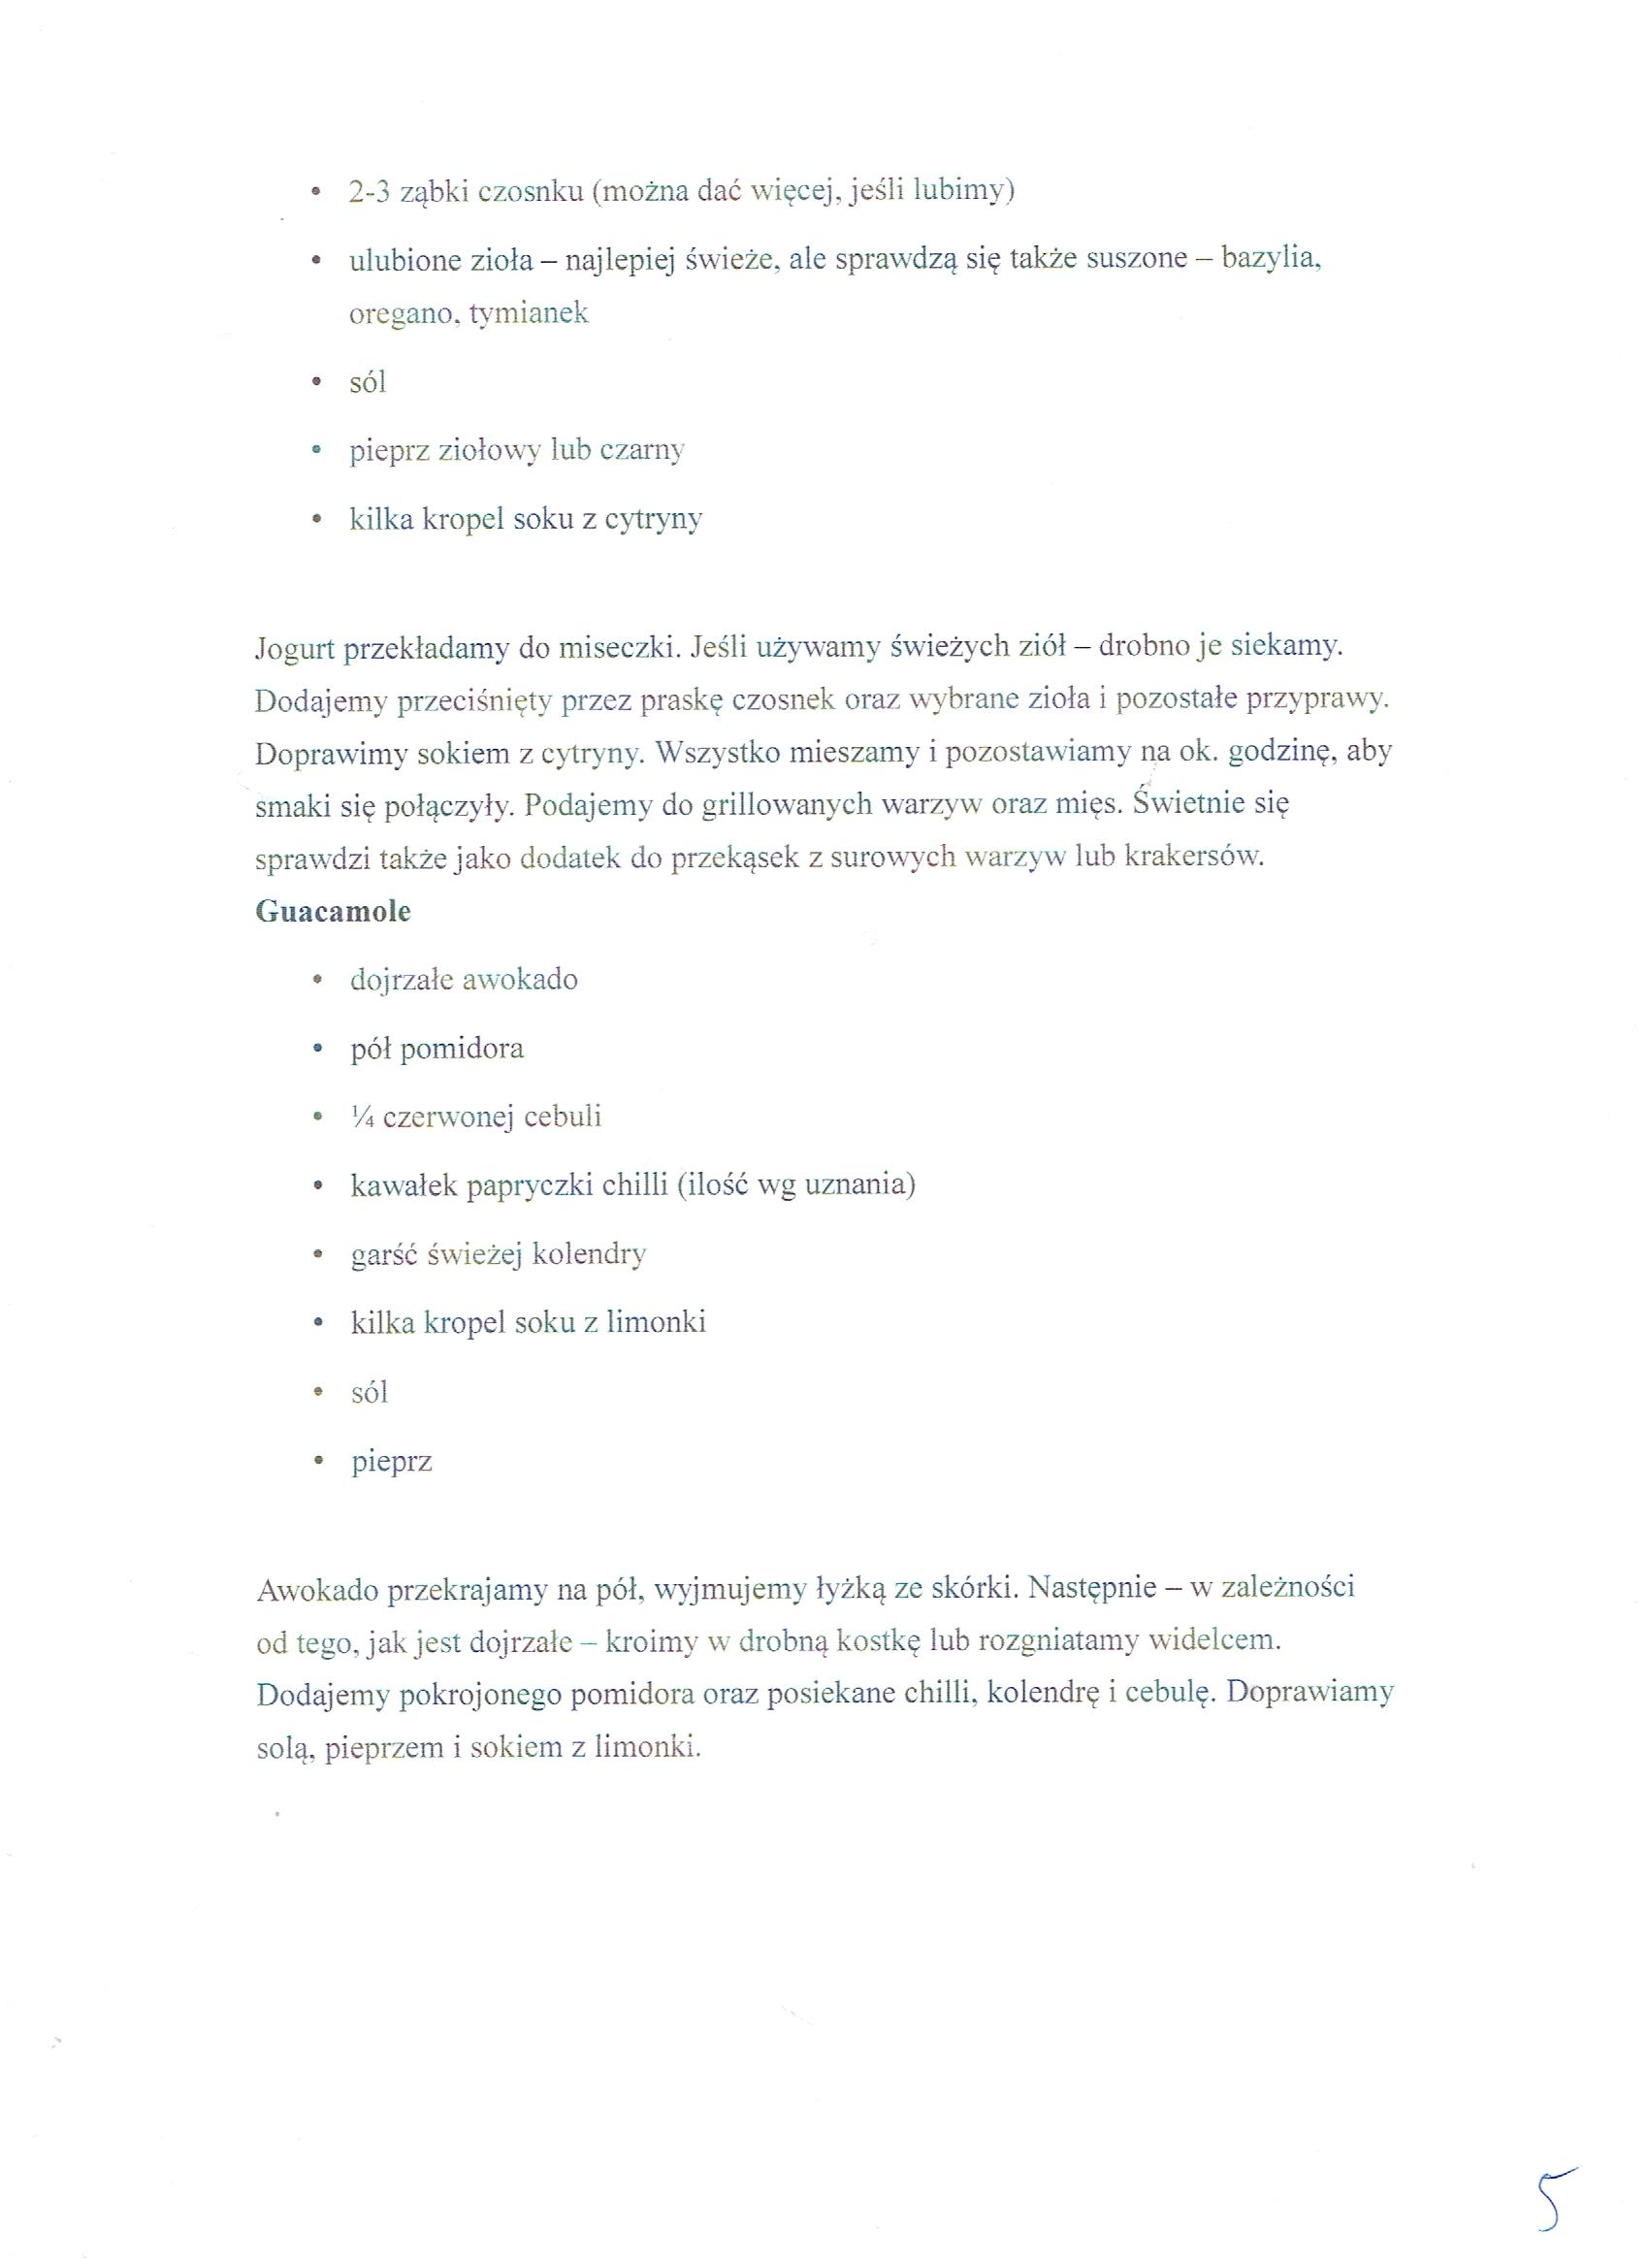 • 2-3 ząbki czosnku (można dać więcej, jeśli lubimy)
• ulubione zioła – najlepiej świeże, ale sprawdzą się także suszone – bazylia,
oregano, tymianek
• sól
• pieprz ziołowy lub czarny
• kilka kropel soku z cytryny
Jogurt przekładamy do miseczki. Jeśli używamy świeżych ziół – drobno je siekamy.
Dodajemy przeciśnięty przez praskę czosnek oraz wybrane zioła i pozostałe przyprawy.
Doprawimy sokiem z cytryny. Wszystko mieszamy i pozostawiamy na ok. godzinę, aby
smaki się połączyły. Podajemy do grillowanych warzyw oraz mięs. Świetnie się
sprawdzi także jako dodatek do przekąsek z surowych warzyw lub krakersów.
Guacamole
• dojrzałe awokado
• pół pomidora
• ¼ czerwonej cebuli
• kawałek papryczki chilli (ilość wg uznania)
• garść świeżej kolendry
• kilka kropel soku z limonki
• sól
• pieprz
Awokado przekrajamy na pół, wyjmujemy łyżką ze skórki. Następnie – w zależności
od tego, jak jest dojrzałe – kroimy w drobną kostkę lub rozgniatamy widelcem.
Dodajemy pokrojonego pomidora oraz posiekane chilli, kolendrę i cebulę. Doprawiamy
solą, pieprzem i sokiem z limonki.
5